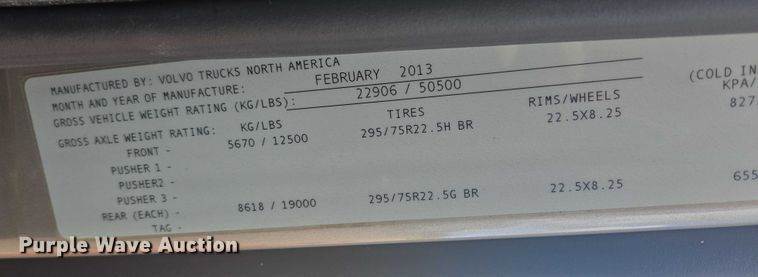 MANUFACTURED BY: VOLVO TRUCKS NORTH AMERICA
MONTH AND YEAR OF MANUFACTURE: FEBRUARY 2013
GROSS VEHICLE WEIGHT RATING (KG/LBS): 22906 / 50500
(COLD IN
GROSS AXLE WEIGHT RATING: KG/LBS TIRES RIMS/WHEELS KPA/
FRONT - 5670 / 12500 295/75R22.5H BR 22.5X8.25 827
PUSHER 1 -
PUSHER2 -
PUSHER 3 -
REAR (EACH) - 8618 / 19000 295/75R22.5G BR 22.5X8.25 655
TAG -
Purple Wave Auction